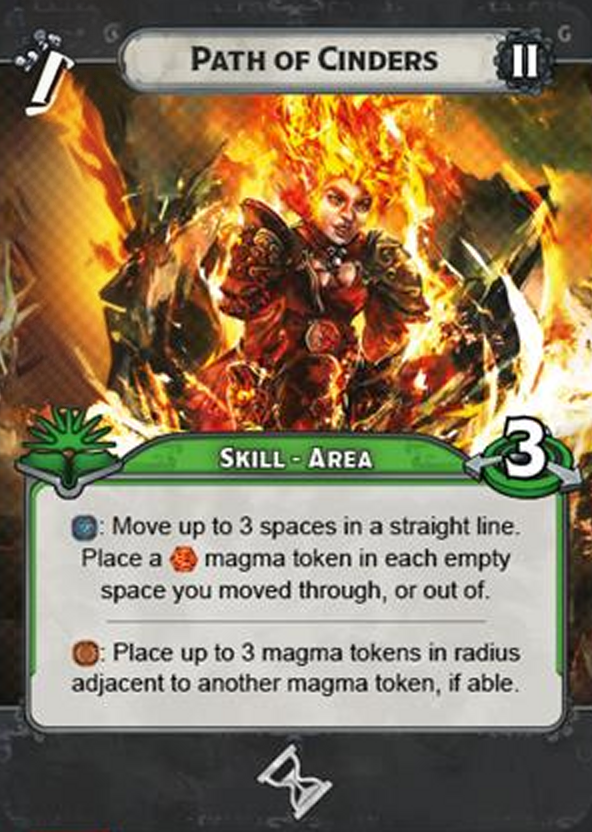 I
PATH OF CINDERS
II
SKILL - AREA
3
: Move up to 3 spaces in a straight line.
Place a magma token in each empty
space you moved through, or out of.
: Place up to 3 magma tokens in radius
adjacent to another magma token, if able.